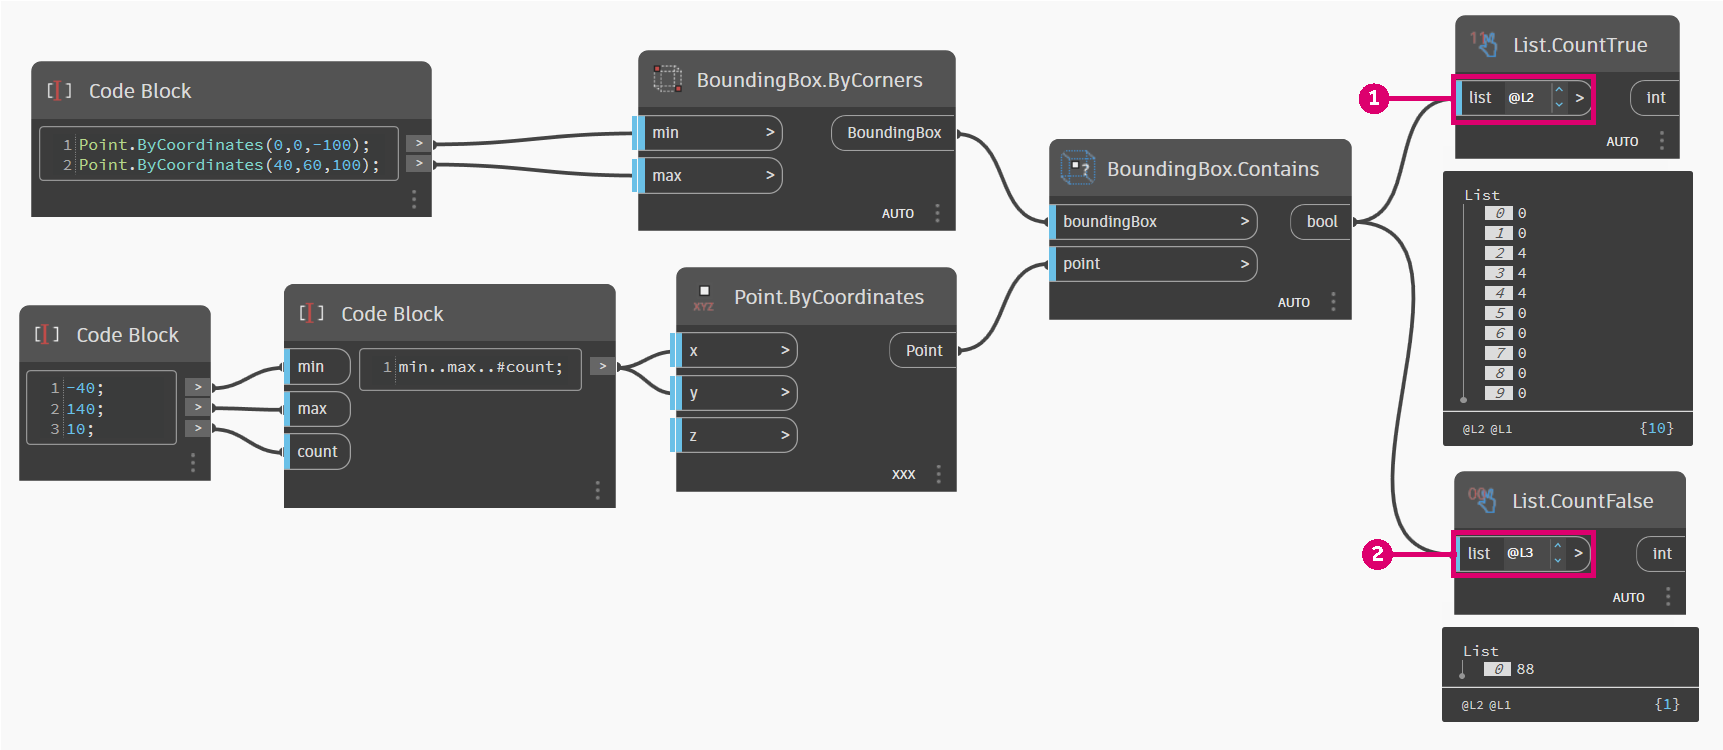 Code Block
1 Point.ByCoordinates(0,0,-100); >
2 Point.ByCoordinates(40,60,100); >
BoundingBox.ByCorners
min > BoundingBox
max >
AUTO
Code Block
1 -40; >
2 140; >
3 10; >
Code Block
min 1 min..max..#count; >
max
count
Point.ByCoordinates
XYZ
x > Point
y >
z >
XXX
BoundingBox.Contains
?
boundingBox > bool
point >
AUTO
11
List.CountTrue
1
list @L2 > int
AUTO
List
0 0
1 0
2 4
3 4
4 4
5 0
6 0
7 0
8 0
9 0
@L2 @L1 {10}
00
List.CountFalse
2
list @L3 > int
AUTO
List
0 88
@L2 @L1 {1}